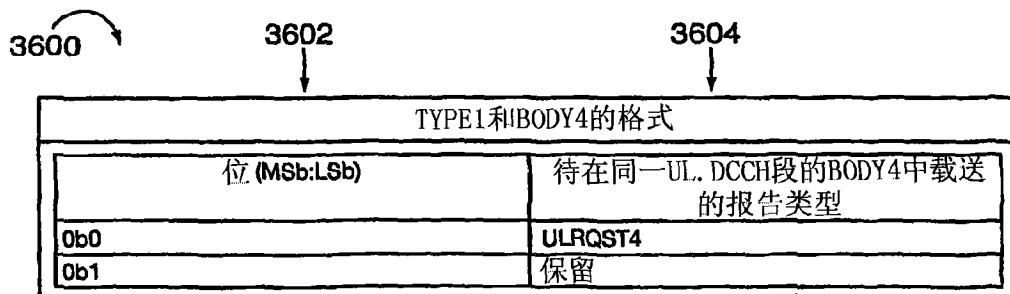 3600
3602
3604
TYPE1和BODY4的格式
位(MSb:LSb)
待在同一UL.DCCH段的BODY4中载送
的报告类型
0b0
ULRQST4
0b1
保留